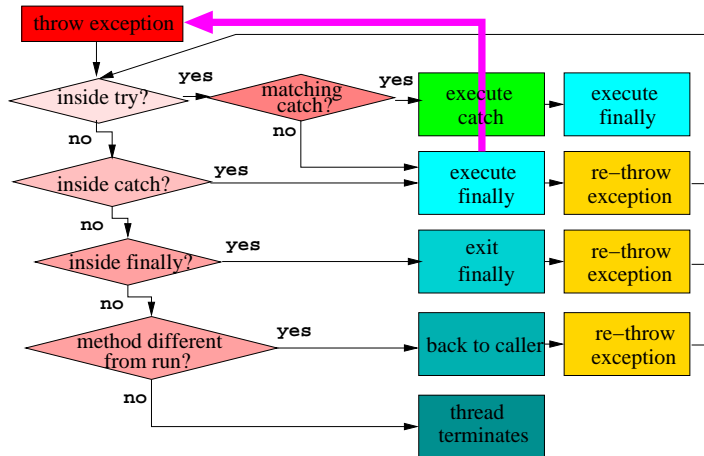 throw exception
yes
yes
inside try?
matching
catch?
execute
catch
execute
finally
no
no
inside catch?
yes
execute
finally
re−throw
exception
no
inside finally?
yes
exit
finally
re−throw
exception
no
method different
from run?
yes
back to caller
re−throw
exception
no
thread
terminates